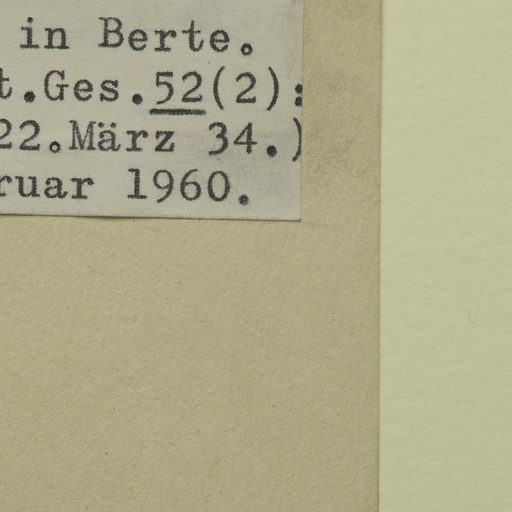 in Berte.
t.Ges.52(2):
22.März 34.)
ruar 1960.